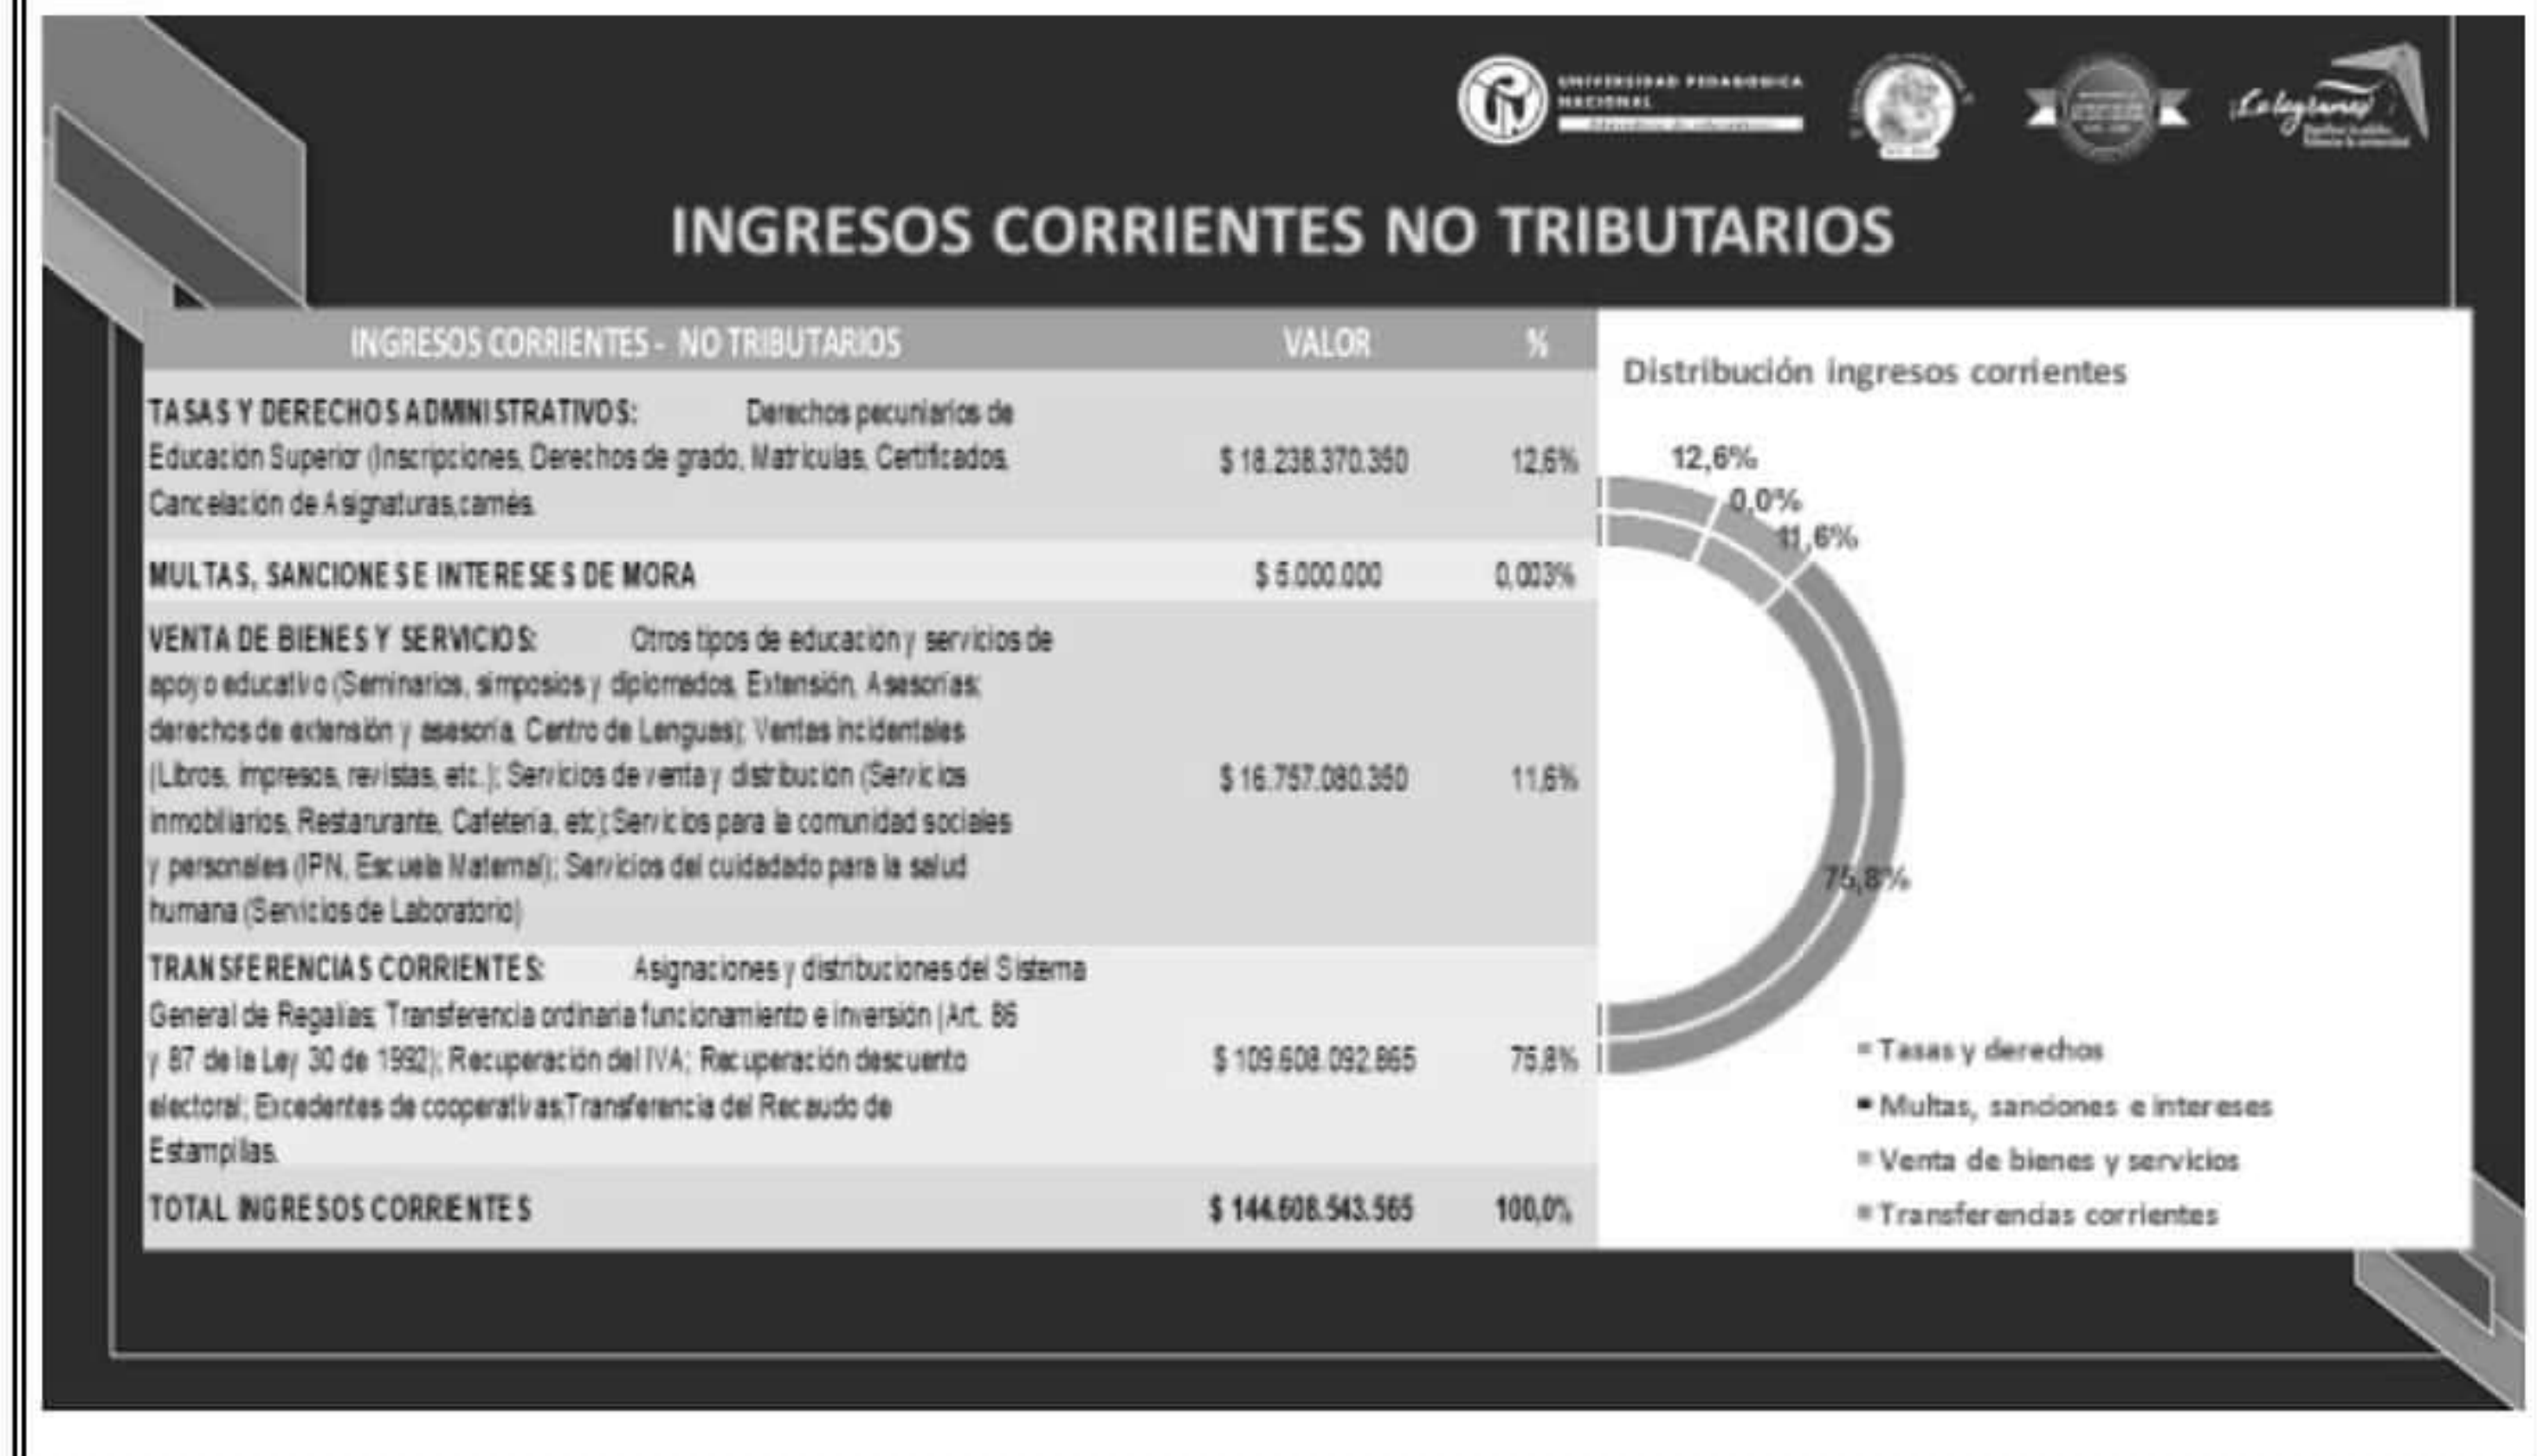 UNIVERSIDAD PEDAGOGICA
NACIONAL
INGRESOS CORRIENTES NO TRIBUTARIOS
INGRESOS CORRIENTES - NO TRIBUTARIOS VALOR %
TASAS Y DERECHOS ADMINISTRATIVOS: Derechos pecuniarios de
Educación Superior (Inscripciones, Derechos de grado, Matriculas, Certificados,
Cancelación de Asignaturas,carnés.
$ 18.238.370.350 12,6%
MULTAS, SANCIONES E INTERESES DE MORA $ 5.000.000 0,003%
VENTA DE BIENES Y SERVICIOS: Otros tipos de educación y servicios de
apoyo educativo (Seminarios, simposios y diplomados, Extensión, Asesorías;
derechos de extensión y asesoría, Centro de Lenguas); Ventas incidentales
(Libros, impresos, revistas, etc.); Servicios de venta y distribución (Servicios
inmobiliarios, Restarurante, Cafetería, etc);Servicios para la comunidad sociales
y personales (IPN, Escuela Maternal); Servicios del cuidadado para la salud
humana (Servicios de Laboratorio)
$ 16.757.080.350 11,6%
TRANSFERENCIAS CORRIENTES: Asignaciones y distribuciones del Sistema
General de Regalías; Transferencia ordinaria funcionamiento e inversión (Art. 86
y 87 de la Ley 30 de 1992); Recuperación del IVA; Recuperación descuento
electoral; Excedentes de cooperativas;Transferencia del Recaudo de
Estampillas.
$ 109.608.092.865 75,8%
TOTAL INGRESOS CORRIENTES $ 144.608.543.565 100,0%
Distribución ingresos corrientes
12,6%
0,0%
11,6%
75,8%
Tasas y derechos
Multas, sanciones e intereses
Venta de bienes y servicios
Transferencias corrientes